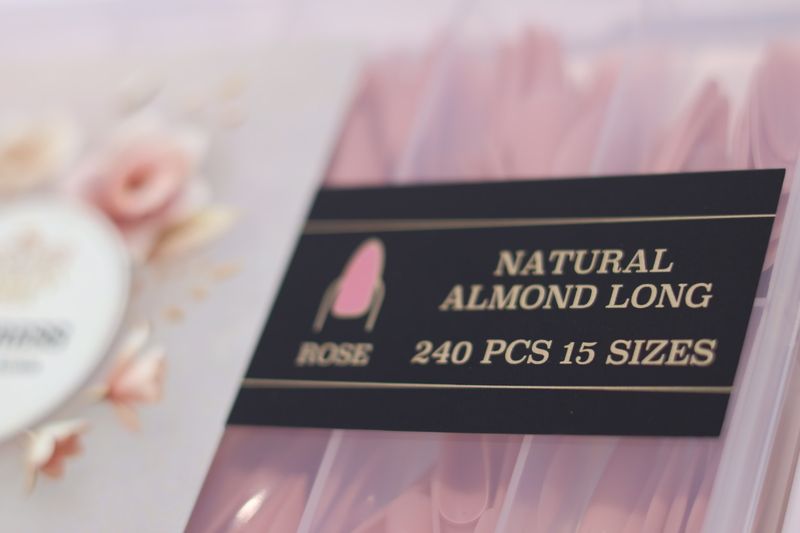 NATURAL
ALMOND LONG
ROSE
240 PCS 15 SIZES